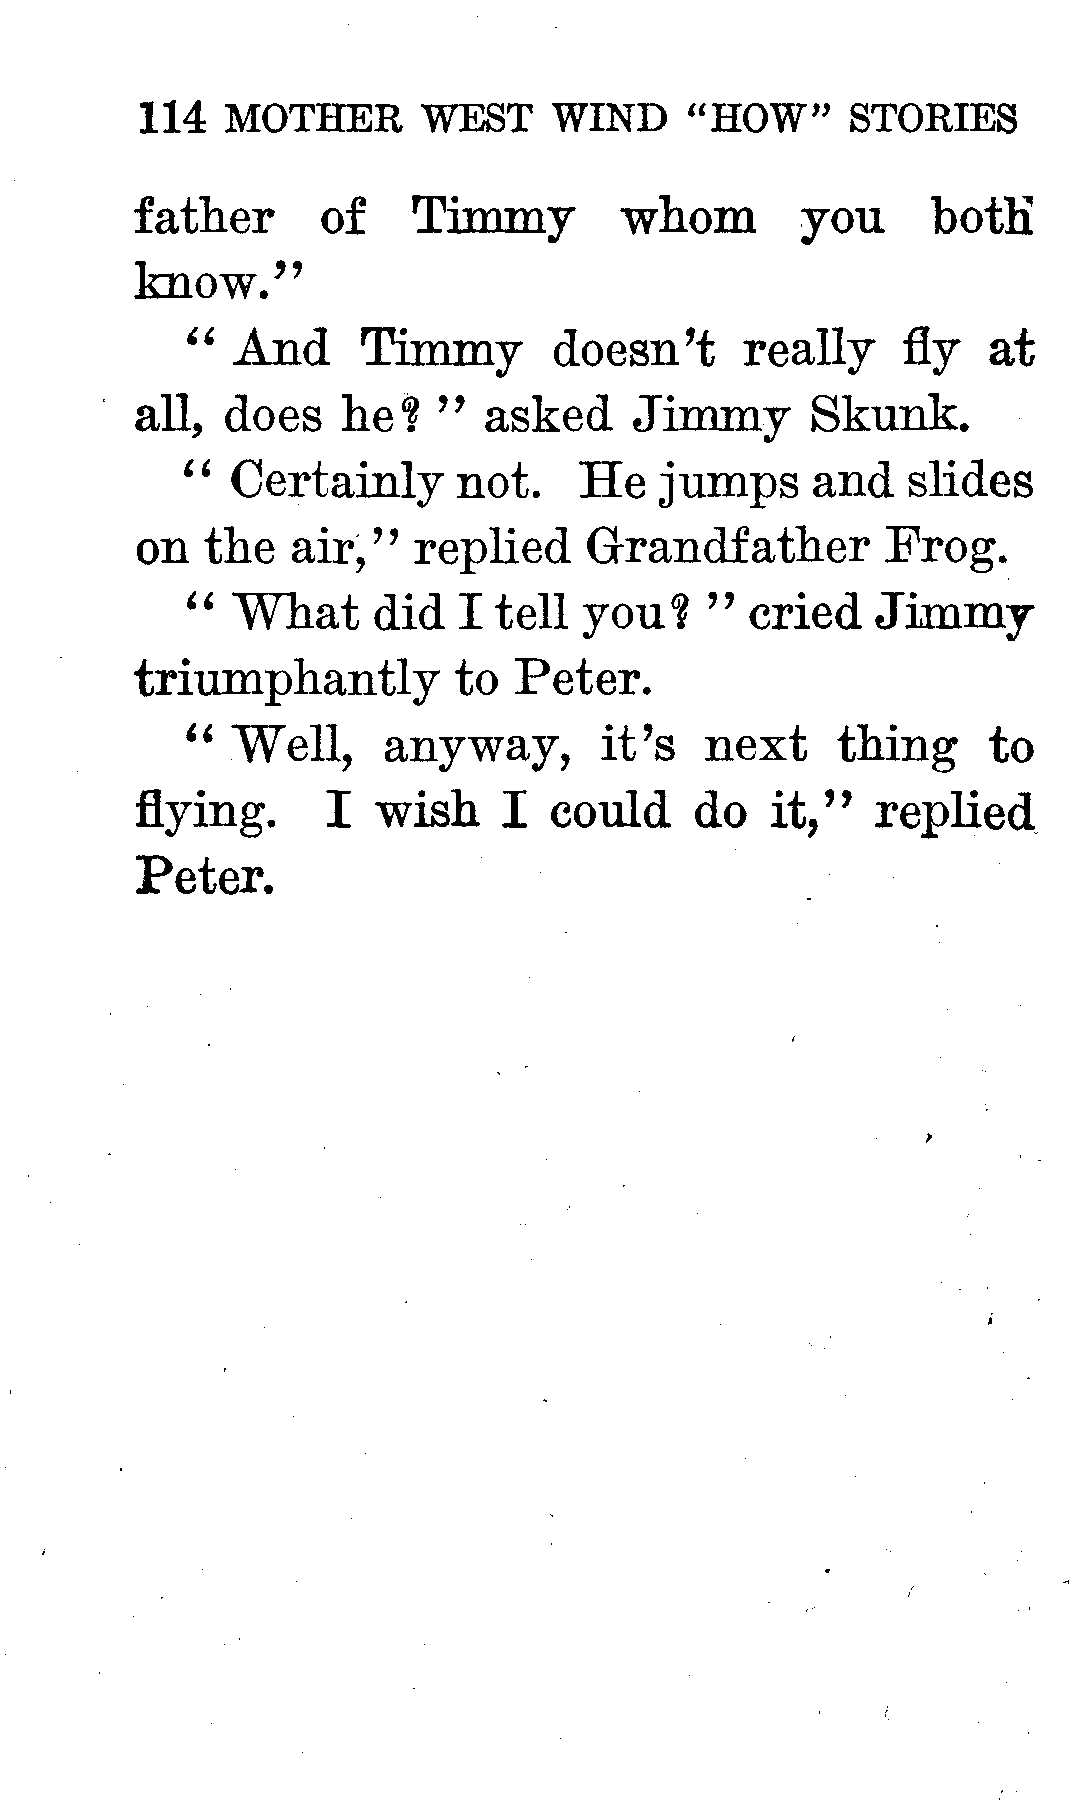 114 MOTHER WEST WIND "HOW" STORIES
father of Timmy whom you both
know."
" And Timmy doesn't really fly at
all, does he? " asked Jimmy Skunk.
" Certainly not. He jumps and slides
on the air," replied Grandfather Frog.
" What did I tell you? " cried Jimmy
triumphantly to Peter.
" Well, anyway, it's next thing to
flying. I wish I could do it," replied
Peter.